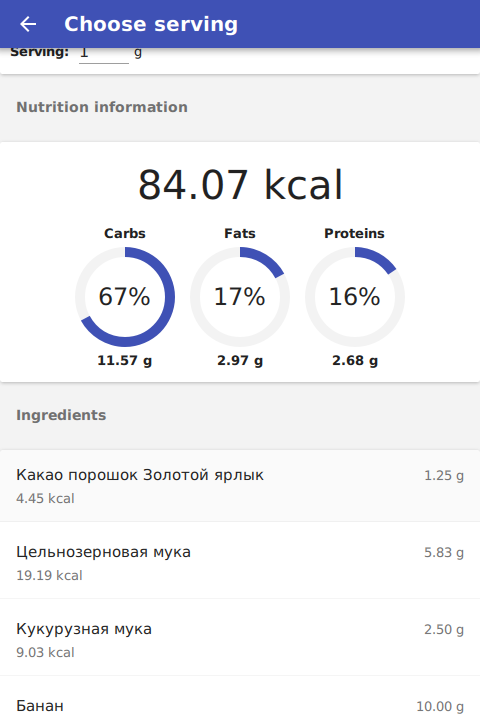 Choose serving
Serving: 1 g
Nutrition information
84.07 kcal
Carbs Fats Proteins
67% 17% 16%
11.57 g 2.97 g 2.68 g
Ingredients
Какао порошок Золотой ярлык 1.25 g
4.45 kcal
Цельнозерновая мука 5.83 g
19.19 kcal
Кукурузная мука 2.50 g
9.03 kcal
Банан 10.00 g